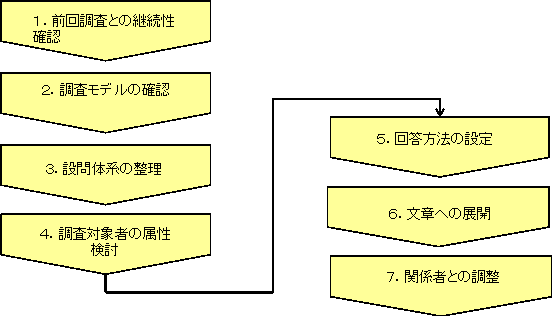 １．前回調査との継続性
確認
２．調査モデルの確認
３．設問体系の整理
４．調査対象者の属性
検討
５．回答方法の設定
６．文章への展開
７．関係者との調整